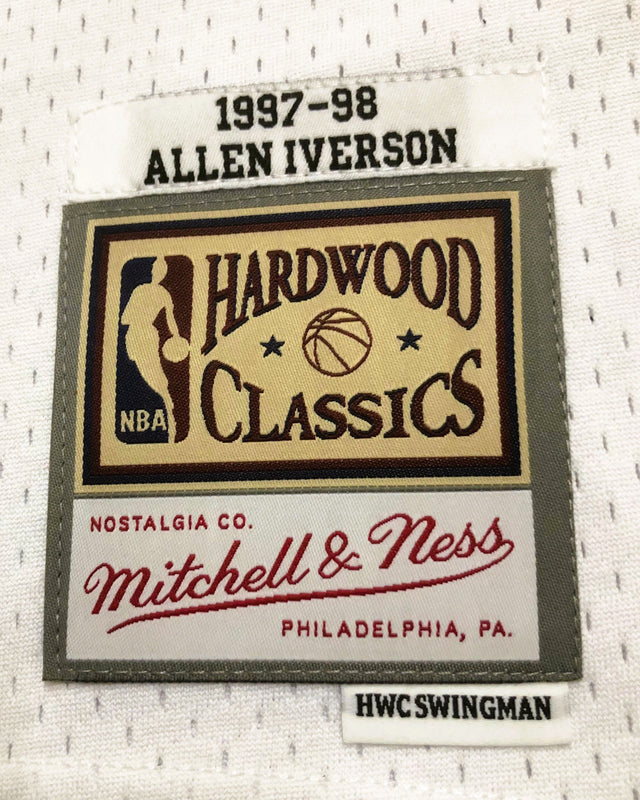 1997-98
ALLEN IVERSON
HARDWOOD
CLASSICS
NBA
NOSTALGIA CO.
Mitchell & Ness
PHILADELPHIA, PA.
HWC SWINGMAN